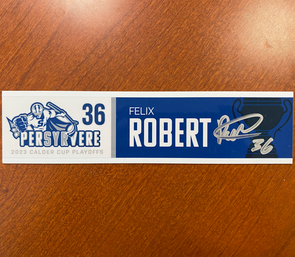 36
PERSEVERE
2023 CALDER CUP PLAYOFFS
FELIX
ROBERT
36